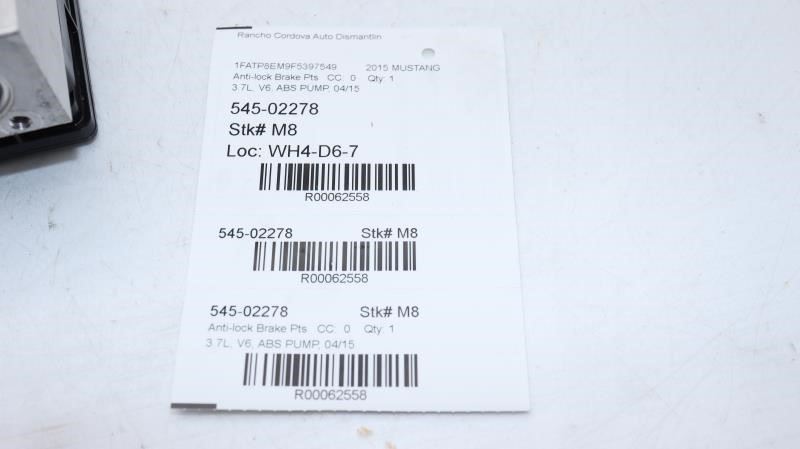 Rancho Cordova Auto Dismantlin
1FATP8EM9F5397549 2015 MUSTANG
Anti-lock Brake Pts CC: 0 Qty: 1
3.7L, V6, ABS PUMP, 04/15
545-02278
Stk# M8
Loc: WH4-D6-7
R00062558
545-02278 Stk# M8
R00062558
545-02278 Stk# M8
Anti-lock Brake Pts CC: 0 Qty: 1
3.7L, V6, ABS PUMP, 04/15
R00062558